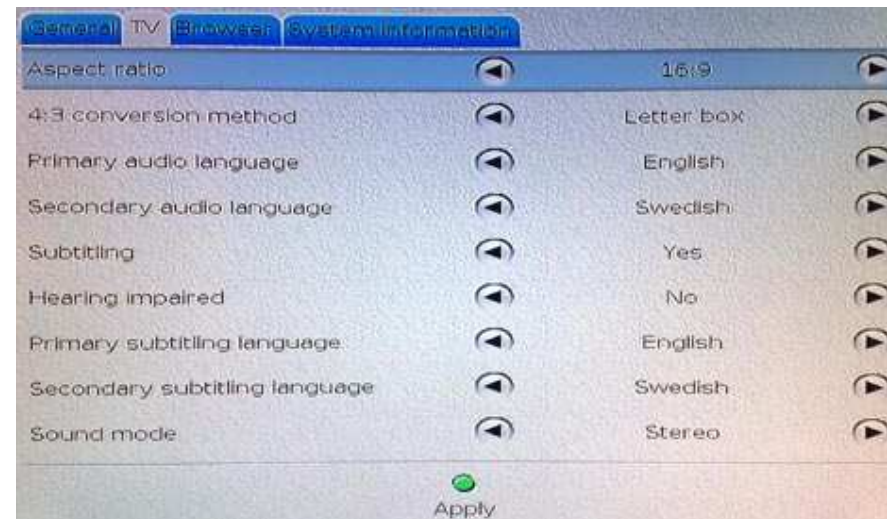 General TV Browser System information
Aspect ratio 16:9
4:3 conversion method Letter box
Primary audio language English
Secondary audio language Swedish
Subtitling Yes
Hearing impaired No
Primary subtitling language English
Secondary subtitling language Swedish
Sound mode Stereo
Apply